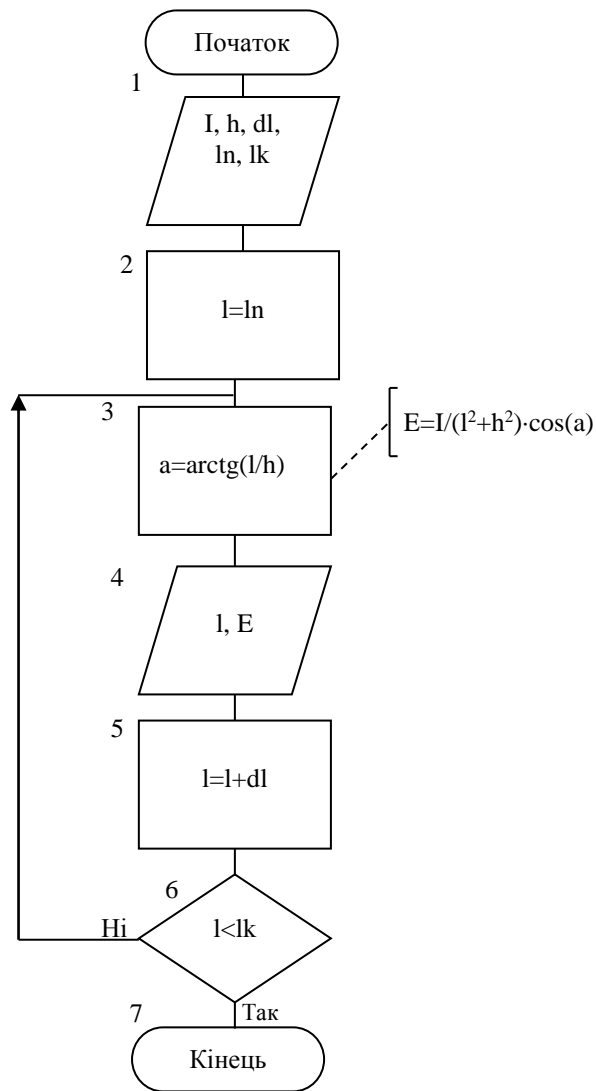 Початок
1
I, h, dl,
ln, lk
2
l=ln
3
a=arctg(l/h)
E=I/(l²+h²)·cos(a)
4
l, E
5
l=l+dl
6
l<lk
Ні
Так
7
Кінець